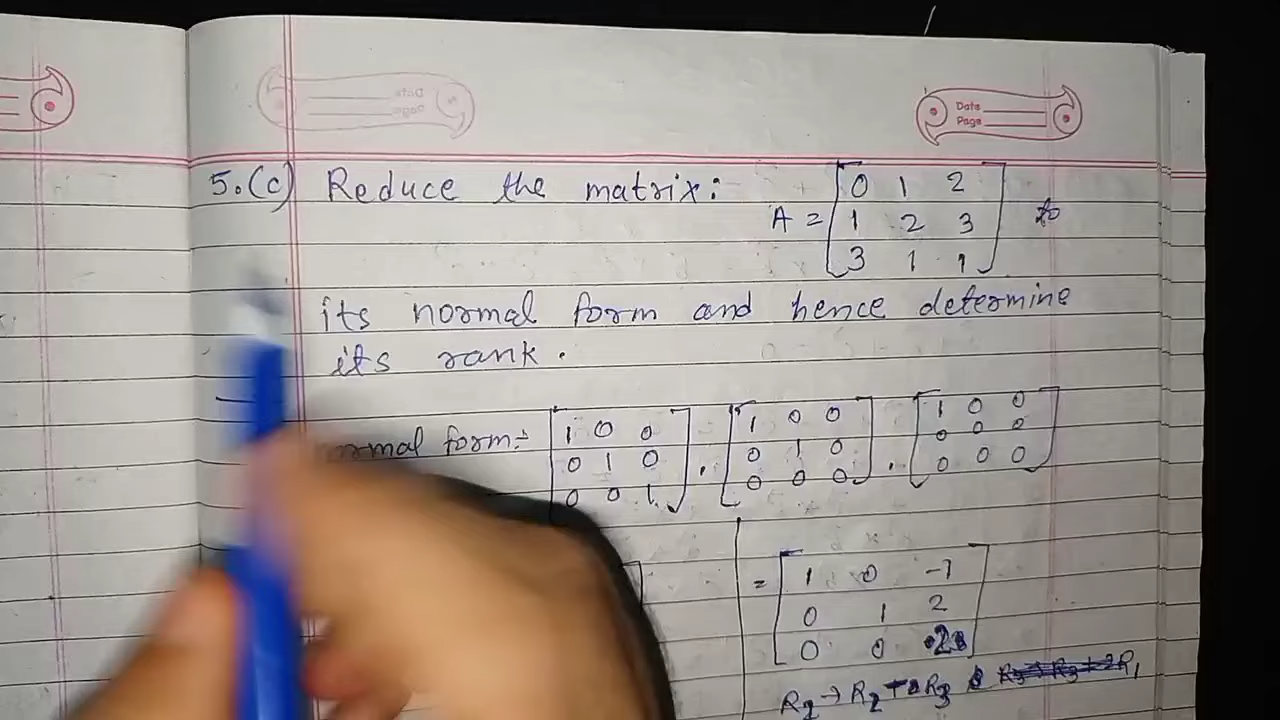 Date
Page
5.(c) Reduce the matrix: A = [0 1 2
1 2 3
3 1 1] to
its normal form and hence determine
its rank.
normal form:- [1 0 0
0 1 0
0 0 1], [1 0 0
0 1 0
0 0 0], [1 0 0
0 0 0
0 0 0]
= [1 0 -1
0 1 2
0 0 2]